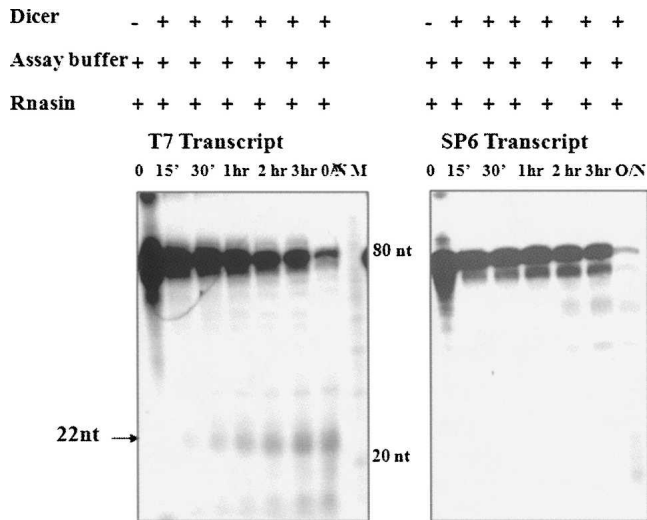 Dicer - + + + + + + - + + + + + +
Assay buffer + + + + + + + + + + + + + +
Rnasin + + + + + + + + + + + + + +
T7 Transcript SP6 Transcript
0 15' 30' 1hr 2 hr 3hr 0/N M 0 15' 30' 1hr 2 hr 3hr O/N
80 nt
22nt
20 nt